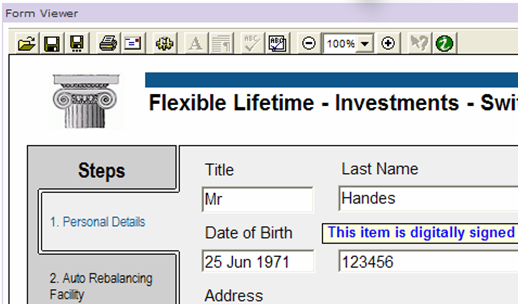 Form Viewer
100%
Flexible Lifetime - Investments - Swi
Steps
Title
Last Name
Mr
Handes
1. Personal Details
Date of Birth
This item is digitally signed
25 Jun 1971
123456
2. Auto Rebalancing
Facility
Address